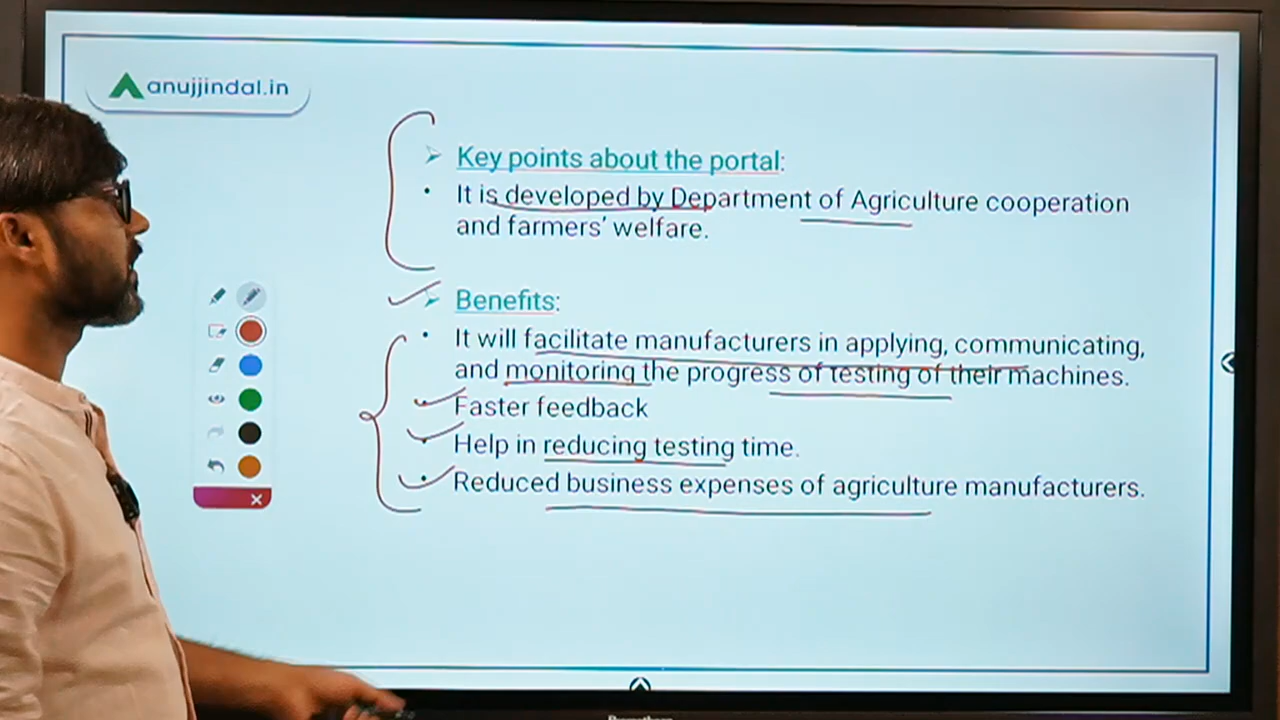 anujjindal.in
Key points about the portal:
It is developed by Department of Agriculture cooperation
and farmers' welfare.
Benefits:
It will facilitate manufacturers in applying, communicating,
and monitoring the progress of testing of their machines.
Faster feedback
Help in reducing testing time.
Reduced business expenses of agriculture manufacturers.